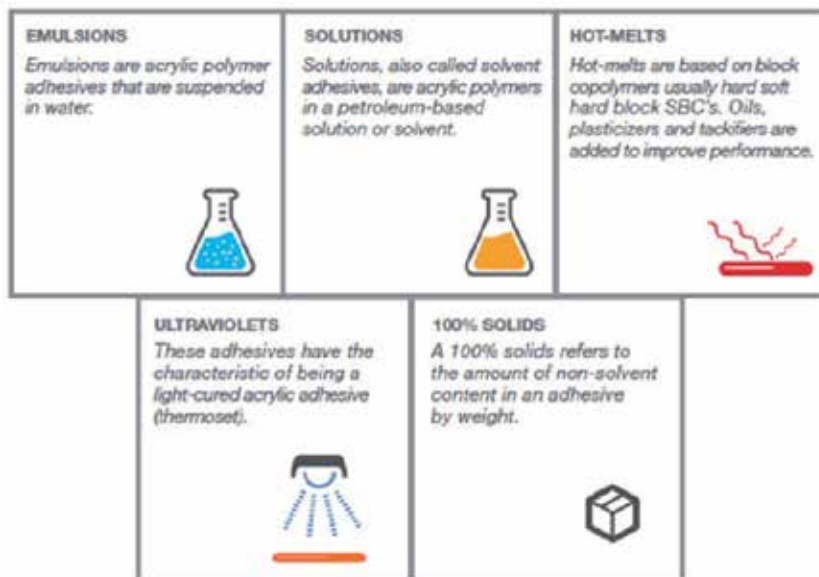 EMULSIONS
Emulsions are acrylic polymer
adhesives that are suspended
in water.
SOLUTIONS
Solutions, also called solvent
adhesives, are acrylic polymers
in a petroleum-based
solution or solvent.
HOT-MELTS
Hot-melts are based on block
copolymers usually hard soft
hard block SBC's. Oils,
plasticizers and tackifiers are
added to improve performance.
ULTRAVIOLETS
These adhesives have the
characteristic of being a
light-cured acrylic adhesive
(thermoset).
100% SOLIDS
A 100% solids refers to
the amount of non-solvent
content in an adhesive
by weight.